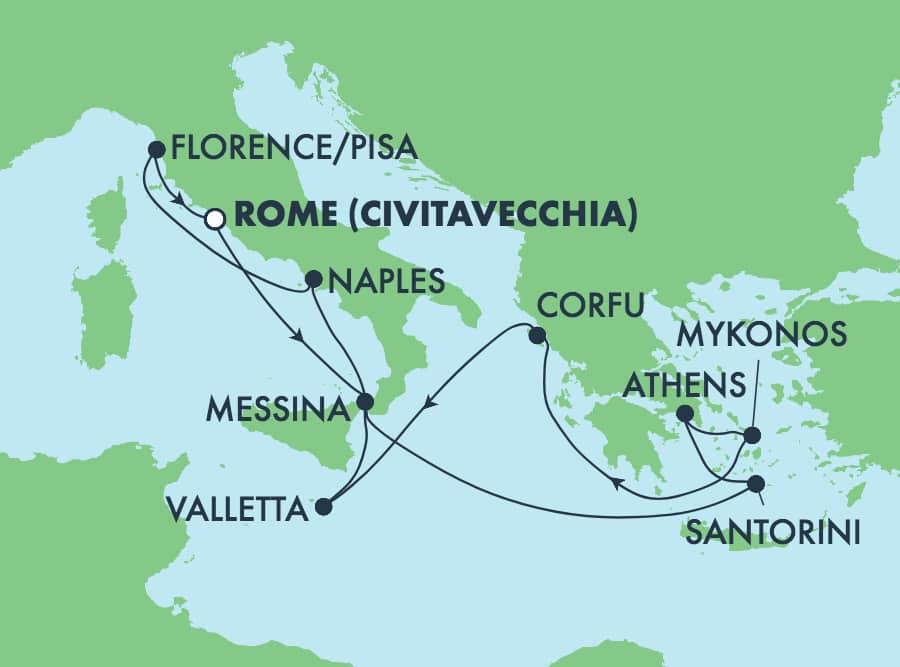 FLORENCE/PISA
ROME (CIVITAVECCHIA)
NAPLES
CORFU
MYKONOS
ATHENS
MESSINA
VALLETTA
SANTORINI